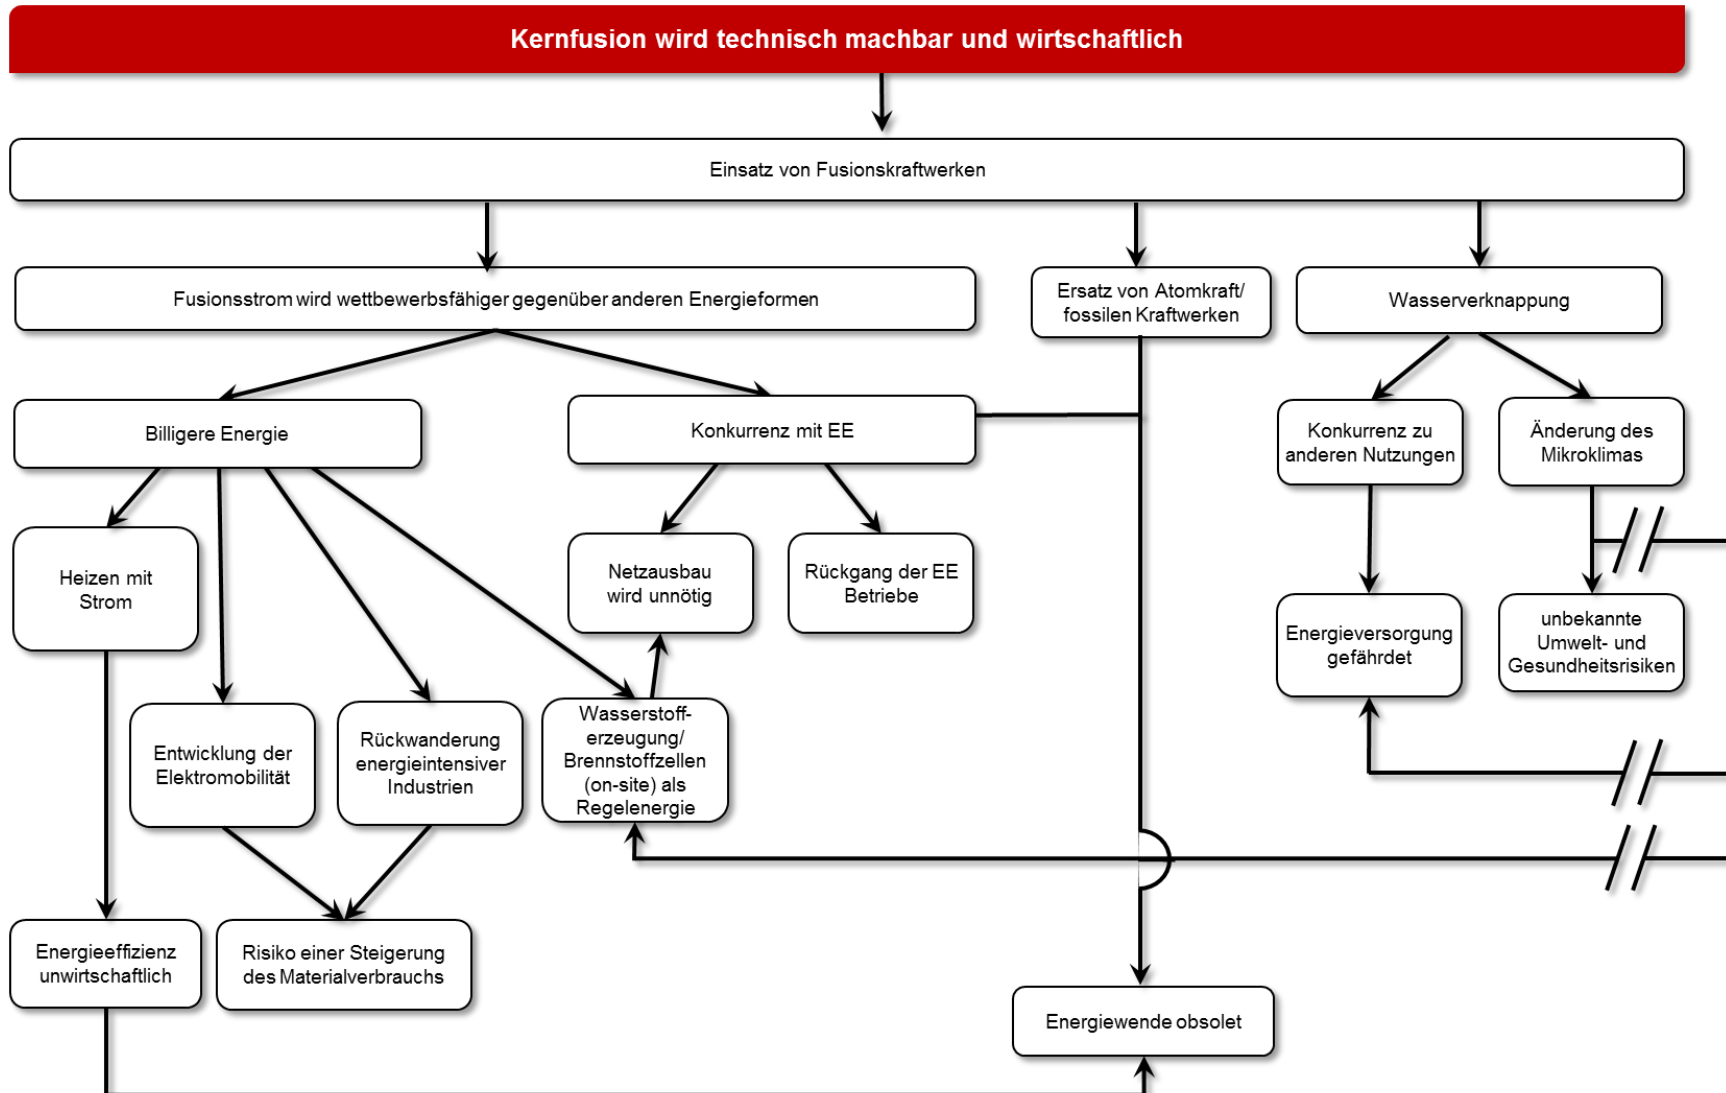 Kernfusion wird technisch machbar und wirtschaftlich
Einsatz von Fusionskraftwerken
Fusionsstrom wird wettbewerbsfähiger gegenüber anderen Energieformen
Ersatz von Atomkraft/
fossilen Kraftwerken
Wasserverknappung
Billigere Energie
Konkurrenz mit EE
Konkurrenz zu
anderen Nutzungen
Änderung des
Mikroklimas
Heizen mit
Strom
Netzausbau
wird unnötig
Rückgang der EE
Betriebe
Energieversorgung
gefährdet
unbekannte
Umwelt- und
Gesundheitsrisiken
Entwicklung der
Elektromobilität
Rückwanderung
energieintensiver
Industrien
Wasserstoff-
erzeugung/
Brennstoffzellen
(on-site) als
Regelenergie
Energieeffizienz
unwirtschaftlich
Risiko einer Steigerung
des Materialverbrauchs
Energiewende obsolet